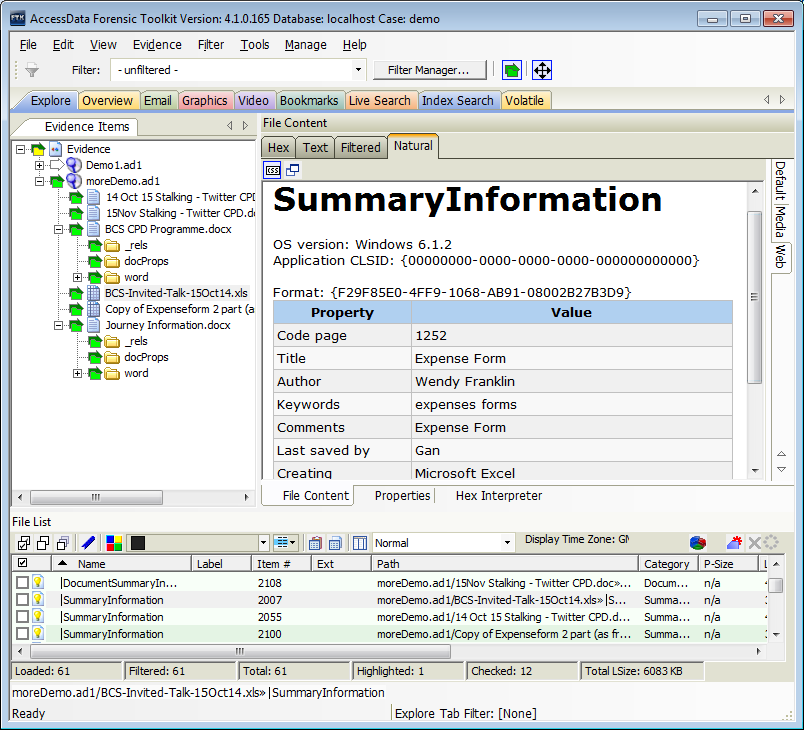 AccessData Forensic Toolkit Version: 4.1.0.165 Database: localhost Case: demo
File Edit View Evidence Filter Tools Manage Help
Filter: - unfiltered - Filter Manager...
Explore Overview Email Graphics Video Bookmarks Live Search Index Search Volatile
Evidence Items
Evidence
Demo1.ad1
moreDemo.ad1
14 Oct 15 Stalking - Twitter CPD
15Nov Stalking - Twitter CPD.do
BCS CPD Programme.docx
_rels
docProps
word
BCS-Invited-Talk-15Oct14.xls
Copy of Expenseform 2 part (a
Journey Information.docx
_rels
docProps
word
File Content
Hex Text Filtered Natural
CSS
SummaryInformation
OS version: Windows 6.1.2
Application CLSID: {00000000-0000-0000-0000-000000000000}
Format: {F29F85E0-4FF9-1068-AB91-08002B27B3D9}
Property Value
Code page 1252
Title Expense Form
Author Wendy Franklin
Keywords expenses forms
Comments Expense Form
Last saved by Gan
Creating Microsoft Excel
Default Media Web
File Content Properties Hex Interpreter
File List
Normal Display Time Zone: GM
Name Label Item # Ext Path Category P-Size L
|DocumentSummaryIn... 2108 moreDemo.ad1/15Nov Stalking - Twitter CPD.doc»... Docum... n/a
|SummaryInformation 2007 moreDemo.ad1/BCS-Invited-Talk-15Oct14.xls» |S... Summa... n/a
|SummaryInformation 2055 moreDemo.ad1/14 Oct 15 Stalking - Twitter CPD.d... Summa... n/a
|SummaryInformation 2100 moreDemo.ad1/Copy of Expenseform 2 part (as fr... Summa... n/a
Loaded: 61 Filtered: 61 Total: 61 Highlighted: 1 Checked: 12 Total LSize: 6083 KB
moreDemo.ad1/BCS-Invited-Talk-15Oct14.xls» |SummaryInformation
Ready Explore Tab Filter: [None]